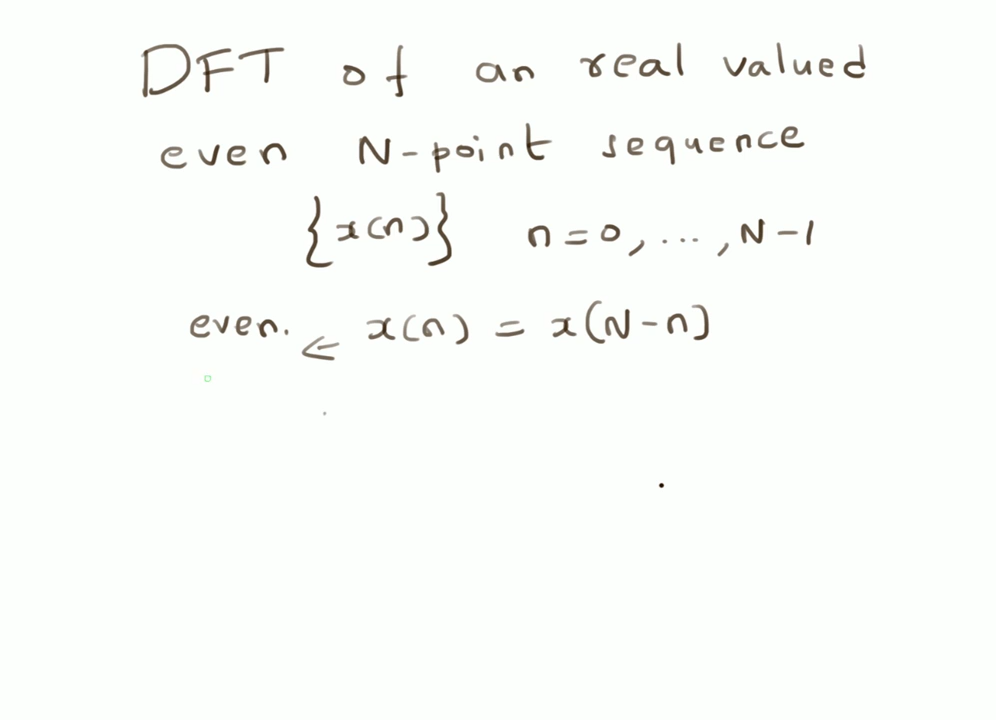 DFT of an real valued
even N-point sequence
{x(n)} n=0, ..., N-1
even. ← x(n) = x(N-n)